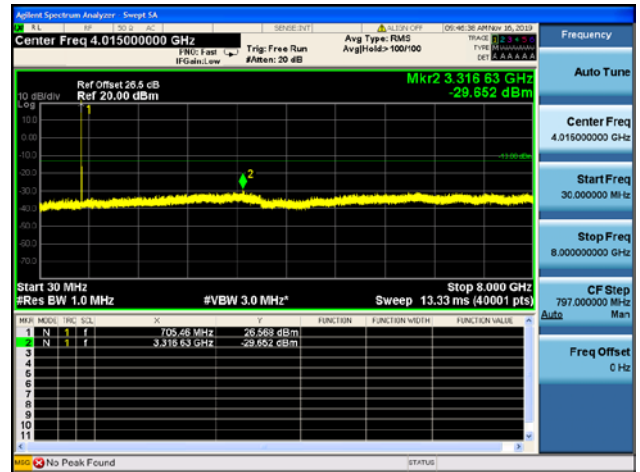 Agilent Spectrum Analyzer - Swept SA
RL RF 50 Ω AC SENSE:INT ALIGN OFF 09:46:38 AM Nov 16, 2019
Center Freq 4.015000000 GHz
PNO: Fast
IFGain:Low
Trig: Free Run
#Atten: 20 dB
Avg Type: RMS
Avg|Hold:> 100/100
TRACE 1 2 3 4 5 6
TYPE M
DET A A A A A A
Frequency
Mkr2 3.316 63 GHz
-29.652 dBm
Ref Offset 26.5 dB
10 dB/div Ref 20.00 dBm
Log
1
10.0
0.00
-10.0
-13.00 dBm
-20.0
2
-30.0
-40.0
-50.0
-60.0
-70.0
Start 30 MHz Stop 8.000 GHz
#Res BW 1.0 MHz #VBW 3.0 MHz* Sweep 13.33 ms (40001 pts)
MKR MODE TRC SCL X Y FUNCTION FUNCTION WIDTH FUNCTION VALUE
1 N 1 f 705.46 MHz 26.568 dBm
2 N 1 f 3.316 63 GHz -29.652 dBm
3
4
5
6
7
8
9
10
11
MSG No Peak Found STATUS
Auto Tune
Center Freq
4.015000000 GHz
Start Freq
30.000000 MHz
Stop Freq
8.000000000 GHz
CF Step
797.000000 MHz
Auto Man
Freq Offset
0 Hz